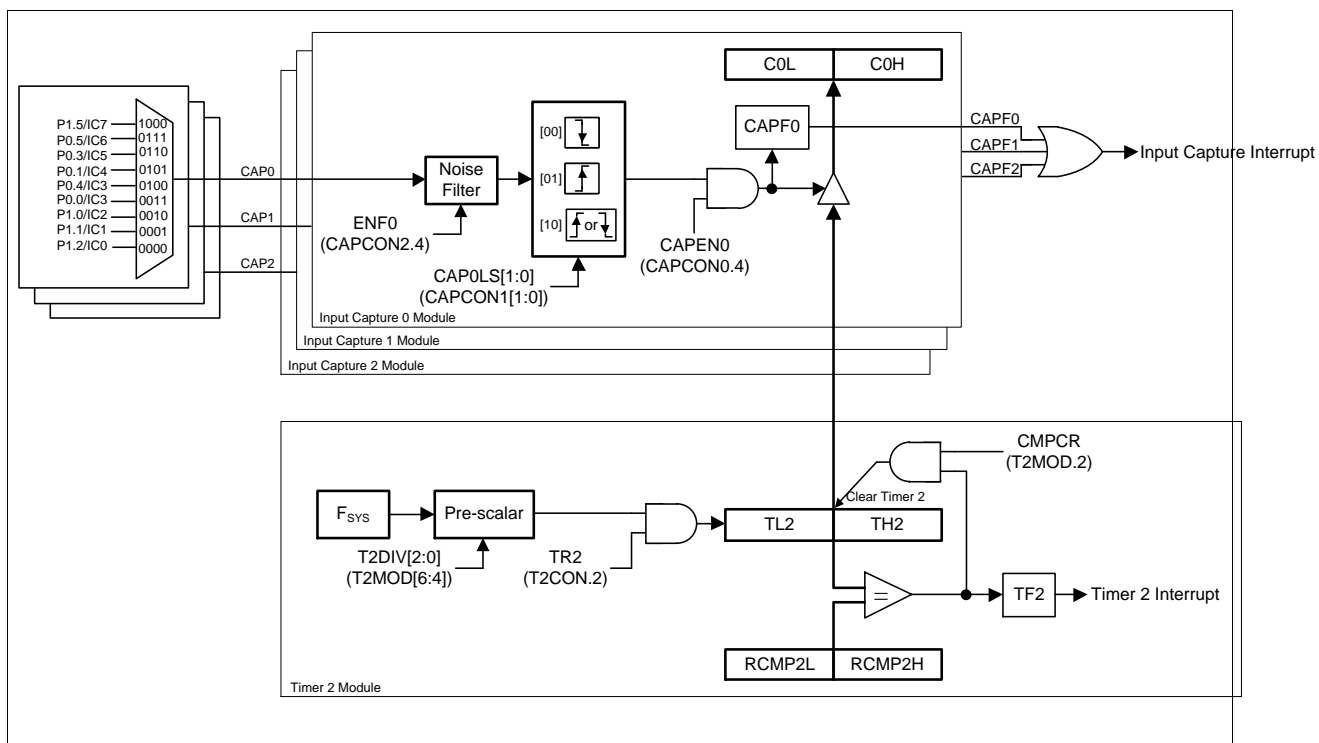 C0L C0H
P1.5/IC7 1000
P0.5/IC6 0111
P0.3/IC5 0110
P0.1/IC4 0101
P0.4/IC3 0100
P0.0/IC3 0011
P1.0/IC2 0010
P1.1/IC1 0001
P1.2/IC0 0000
CAP0
CAP1
CAP2
Noise
Filter
ENF0
(CAPCON2.4)
[00]
[01]
[10] or
CAP0LS[1:0]
(CAPCON1[1:0])
CAPEN0
(CAPCON0.4)
CAPF0
CAPF0
CAPF1
CAPF2
Input Capture Interrupt
Input Capture 0 Module
Input Capture 1 Module
Input Capture 2 Module
CMPCR
(T2MOD.2)
Clear Timer 2
FSYS
Pre-scalar
TL2 TH2
T2DIV[2:0]
(T2MOD[6:4])
TR2
(T2CON.2)
=
TF2
Timer 2 Interrupt
RCMP2L RCMP2H
Timer 2 Module